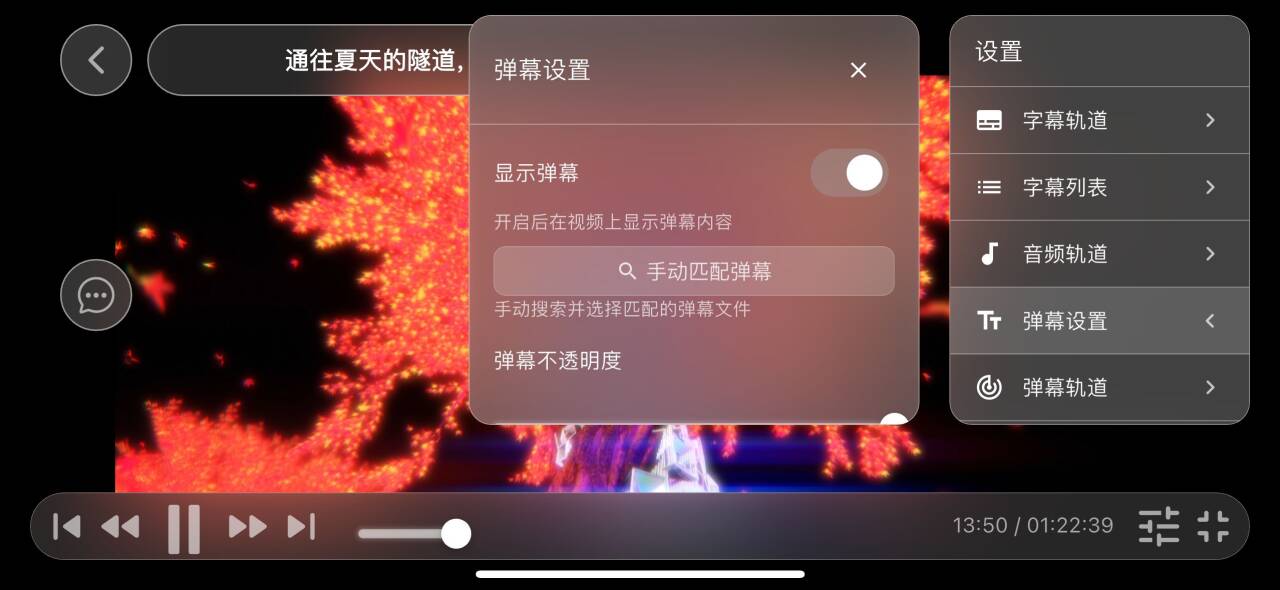 通往夏天的隧道,
弹幕设置
显示弹幕
开启后在视频上显示弹幕内容
手动匹配弹幕
手动搜索并选择匹配的弹幕文件
弹幕不透明度
设置
字幕轨道
字幕列表
音频轨道
弹幕设置
弹幕轨道
13:50 / 01:22:39